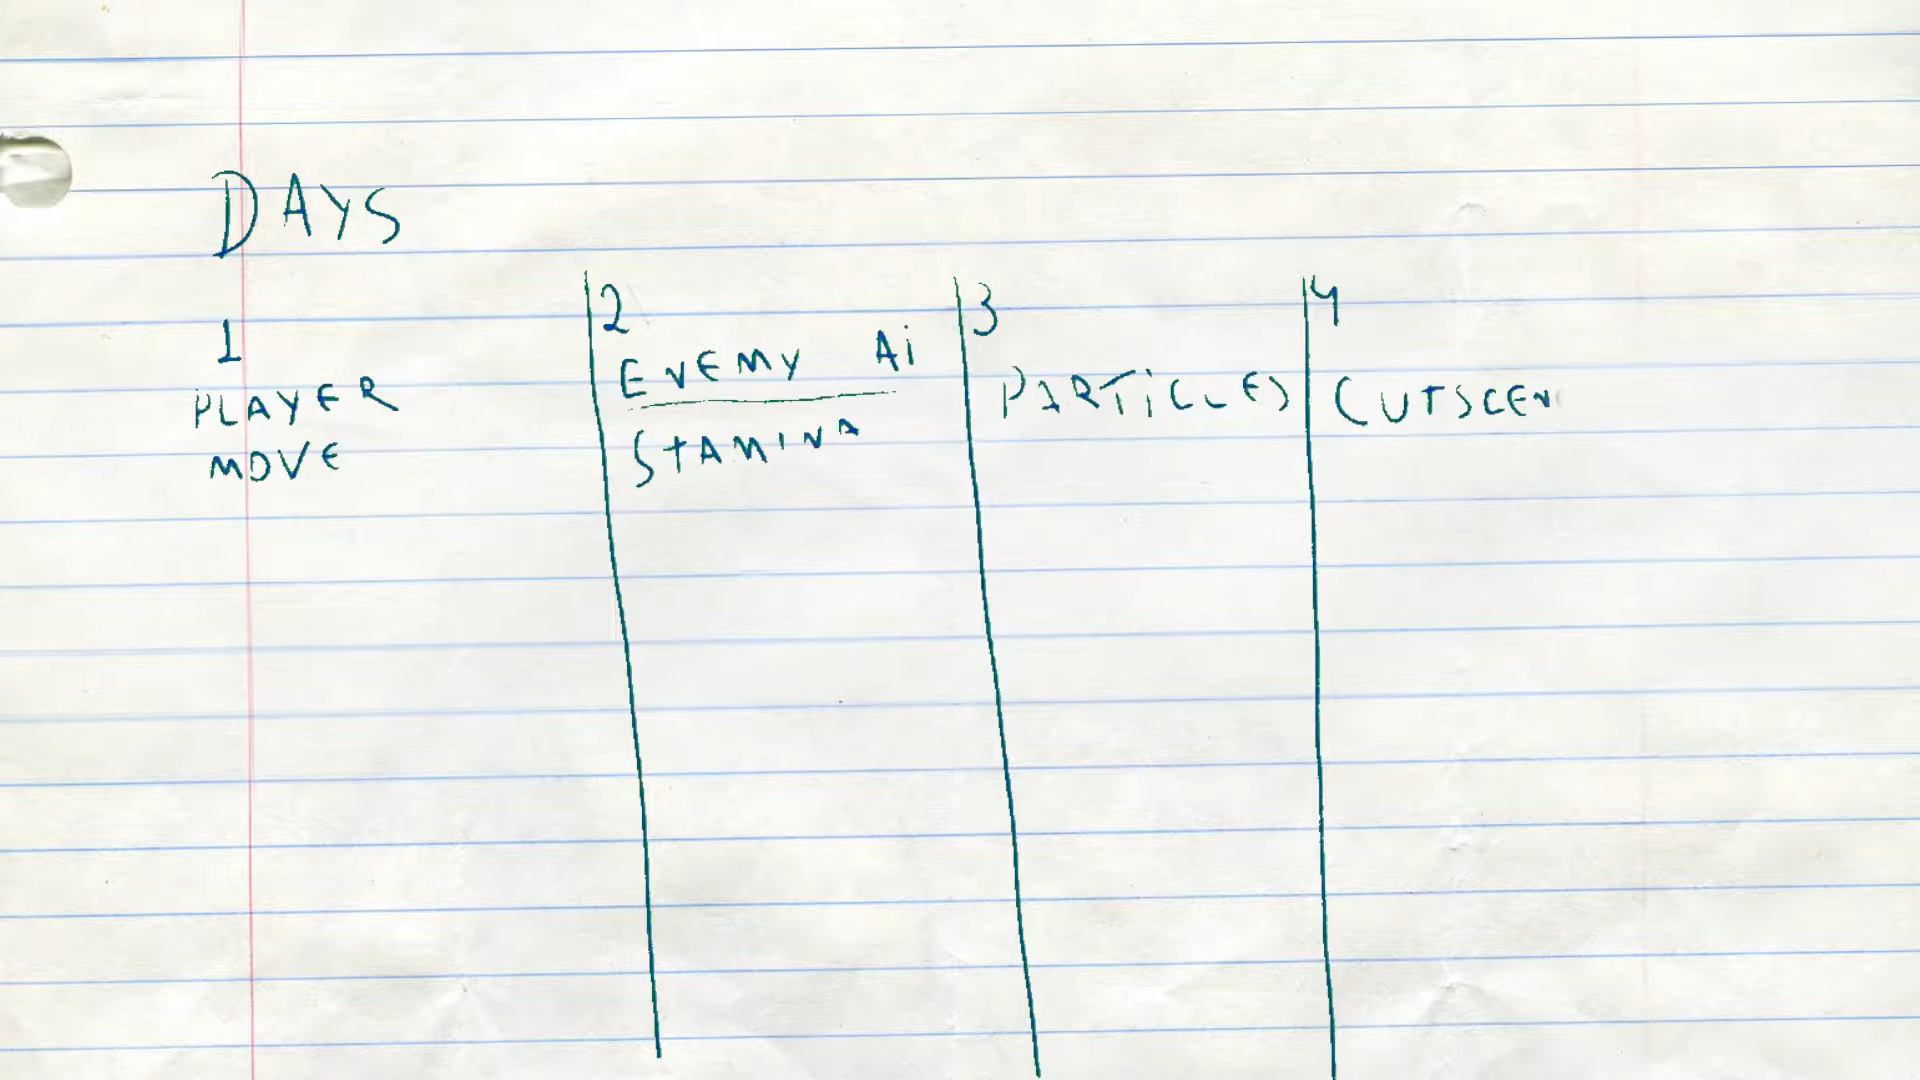 DAYS
1
PLAYER
MOVE
2
ENEMY Ai
STAMINA
3
PARTiCLES
4
CUTSCEN